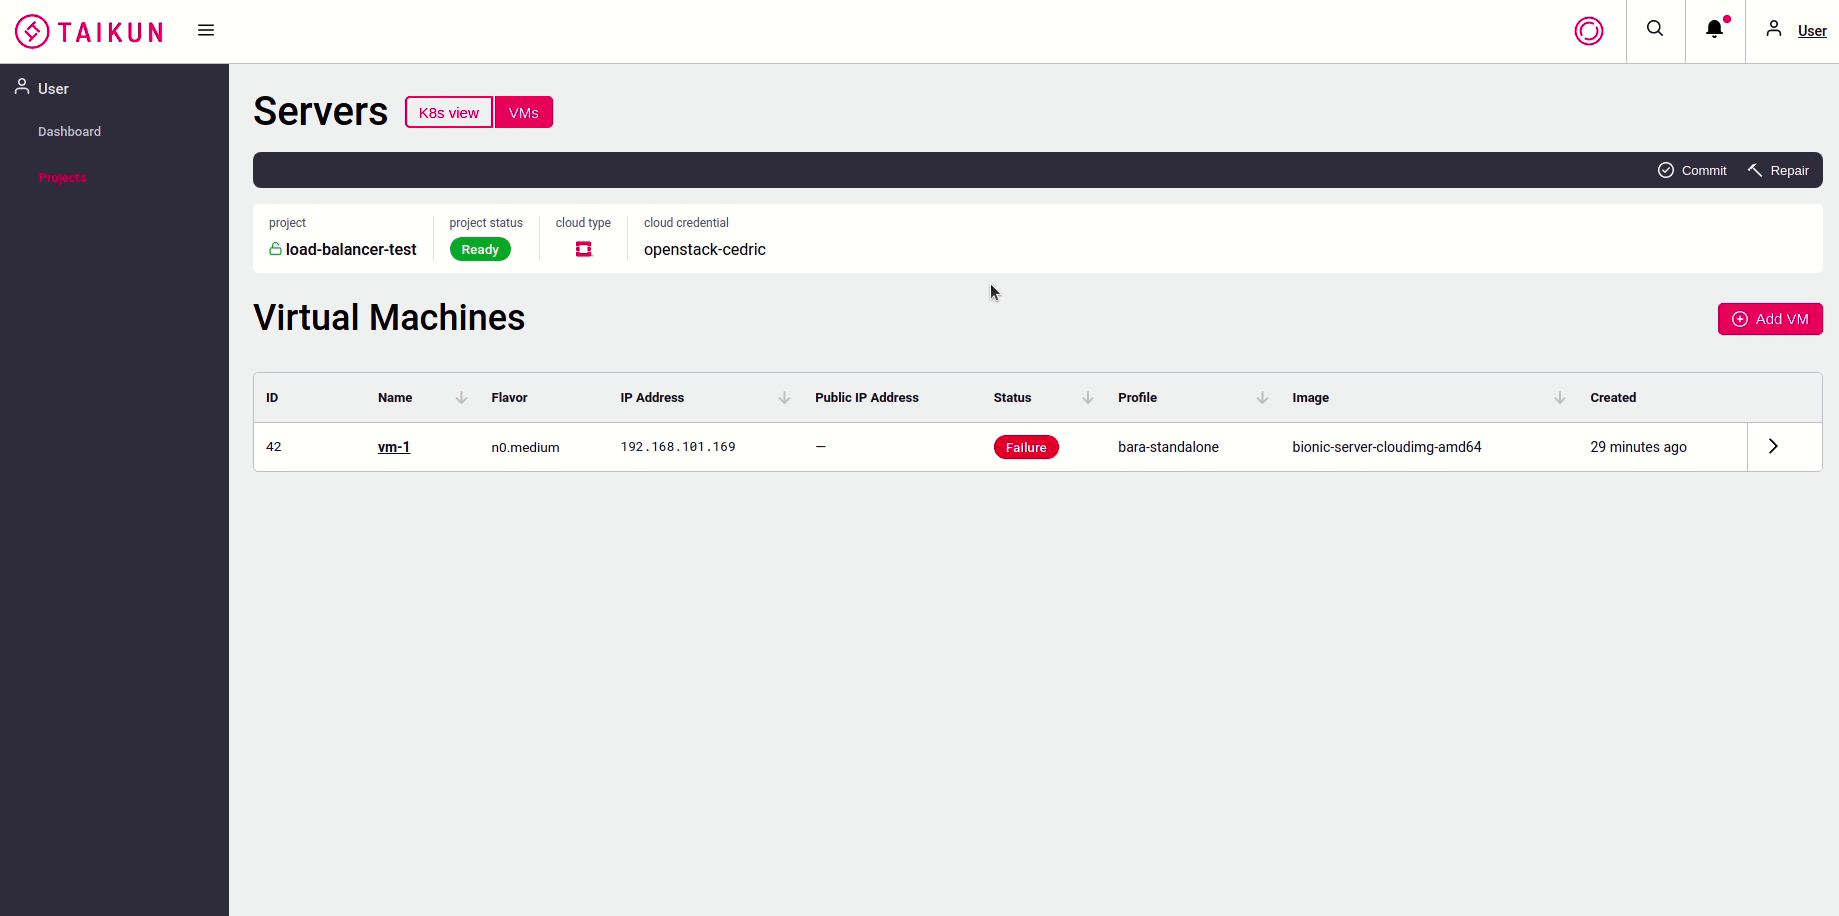 TAIKUN
User
User
Dashboard
Projects
Servers
K8s view
VMs
Commit
Repair
project
project status
cloud type
cloud credential
load-balancer-test
Ready
openstack-cedric
Virtual Machines
Add VM
ID Name Flavor IP Address Public IP Address Status Profile Image Created
42 vm-1 n0.medium 192.168.101.169 — Failure bara-standalone bionic-server-cloudimg-amd64 29 minutes ago